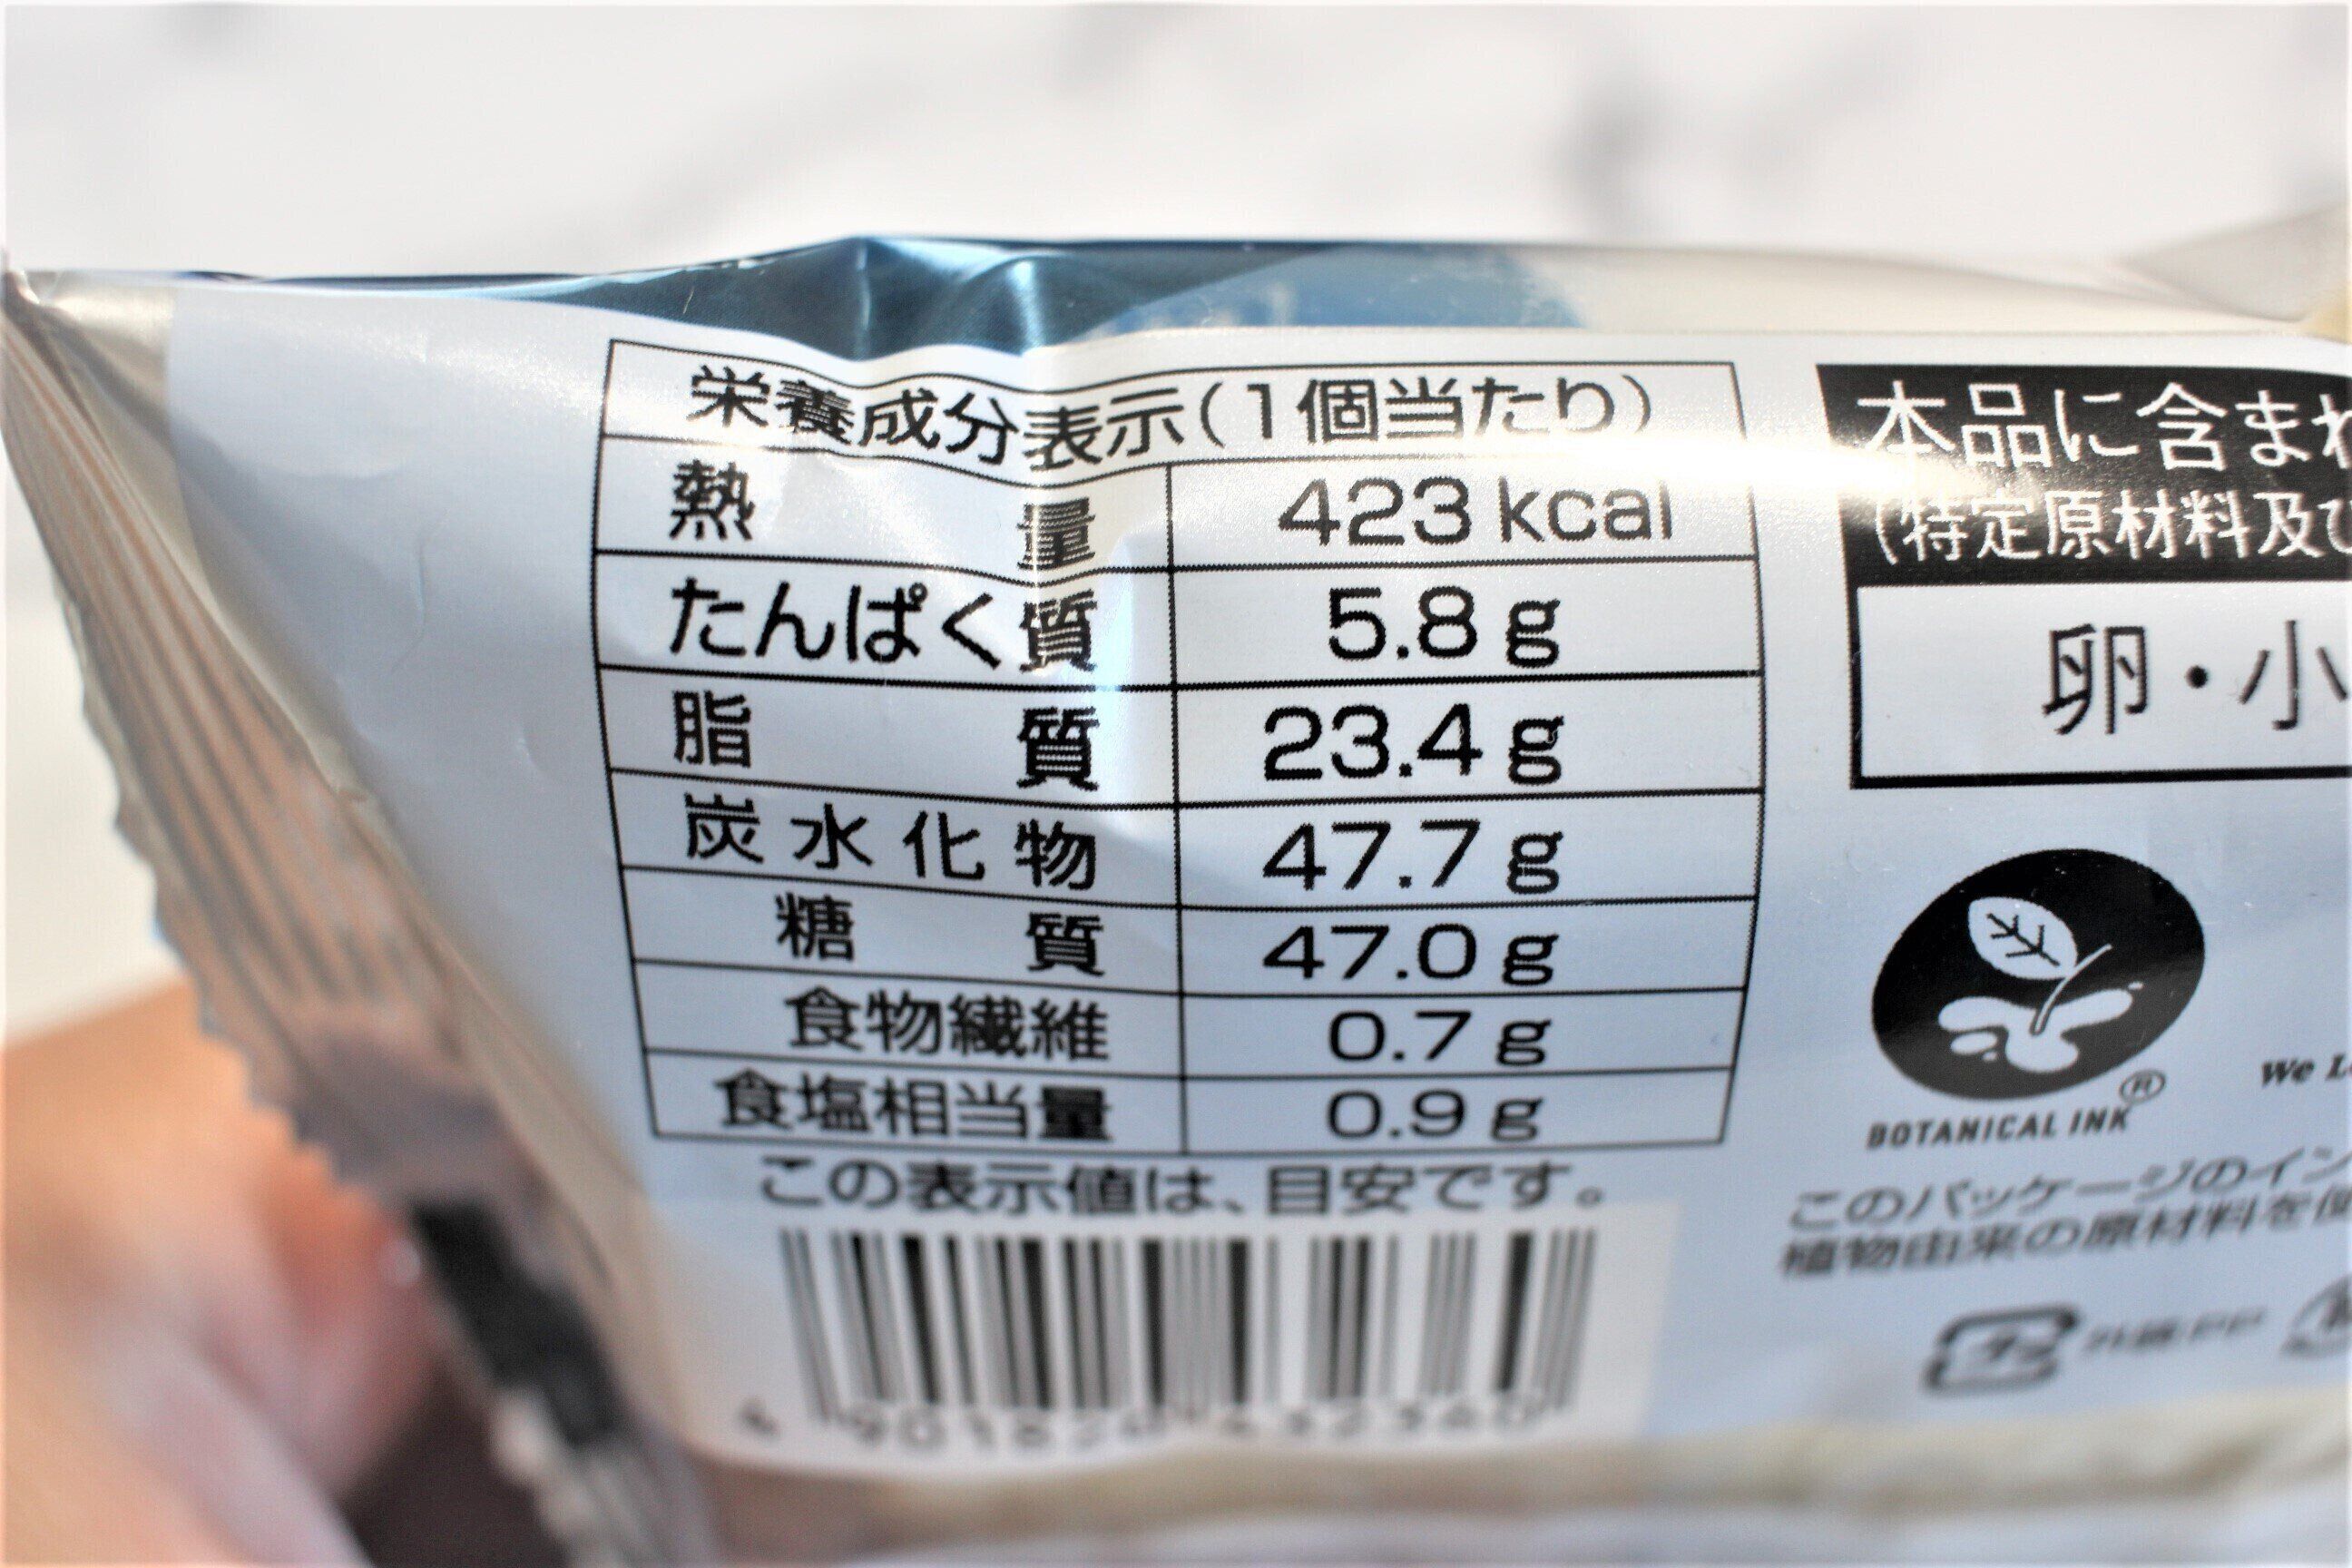 栄養成分表示(1個当たり)
熱量 423 kcal
たんぱく質 5.8 g
脂質 23.4 g
炭水化物 47.7 g
糖質 47.0 g
食物繊維 0.7 g
食塩相当量 0.9 g
この表示値は、目安です。
本品に含まれ
(特定原材料及び
卵・小
BOTANICAL INK®
We L
このパッケージのイン
植物由来の原材料を使
プラ 外装:PP